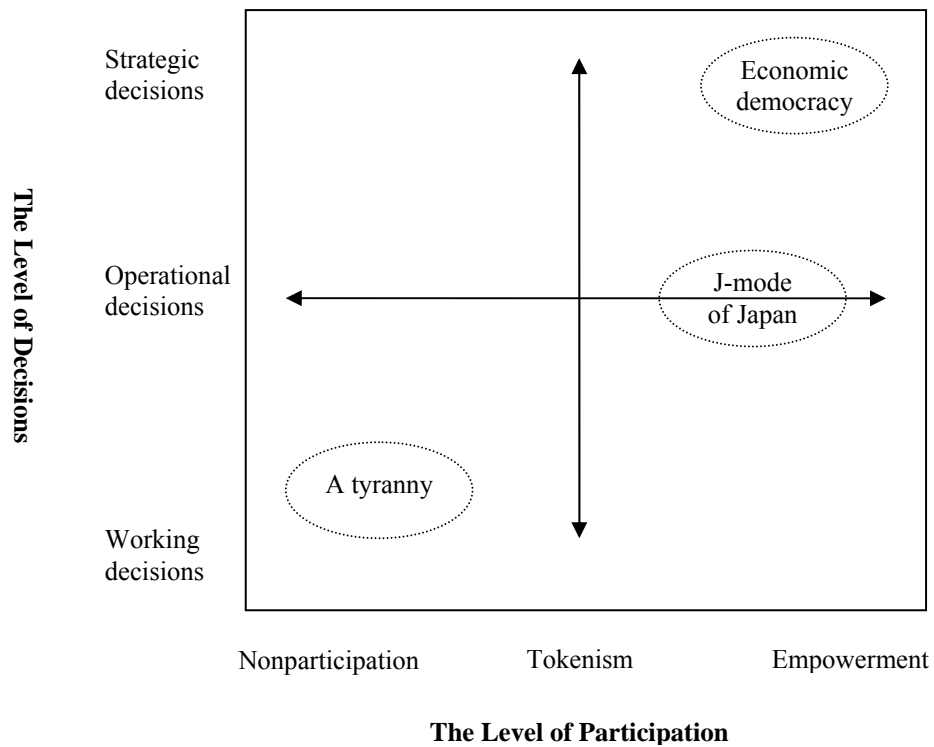 Strategic
decisions
Economic
democracy
The Level of Decisions
Operational
decisions
J-mode
of Japan
A tyranny
Working
decisions
Nonparticipation
Tokenism
Empowerment
The Level of Participation